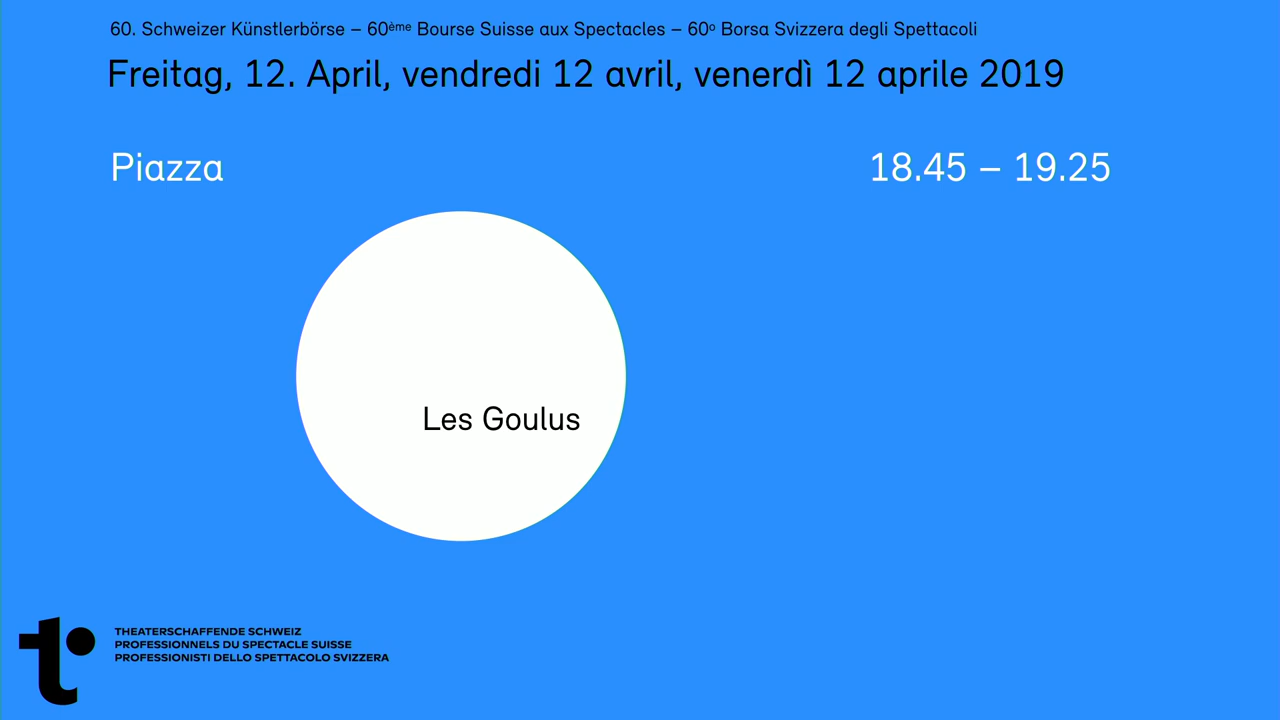 60. Schweizer Künstlerbörse – 60ème Bourse Suisse aux Spectacles – 60º Borsa Svizzera degli Spettacoli
Freitag, 12. April, vendredi 12 avril, venerdì 12 aprile 2019
Piazza 18.45 – 19.25
Les Goulus
t
THEATERSCHAFFENDE SCHWEIZ
PROFESSIONNELS DU SPECTACLE SUISSE
PROFESSIONISTI DELLO SPETTACOLO SVIZZERA